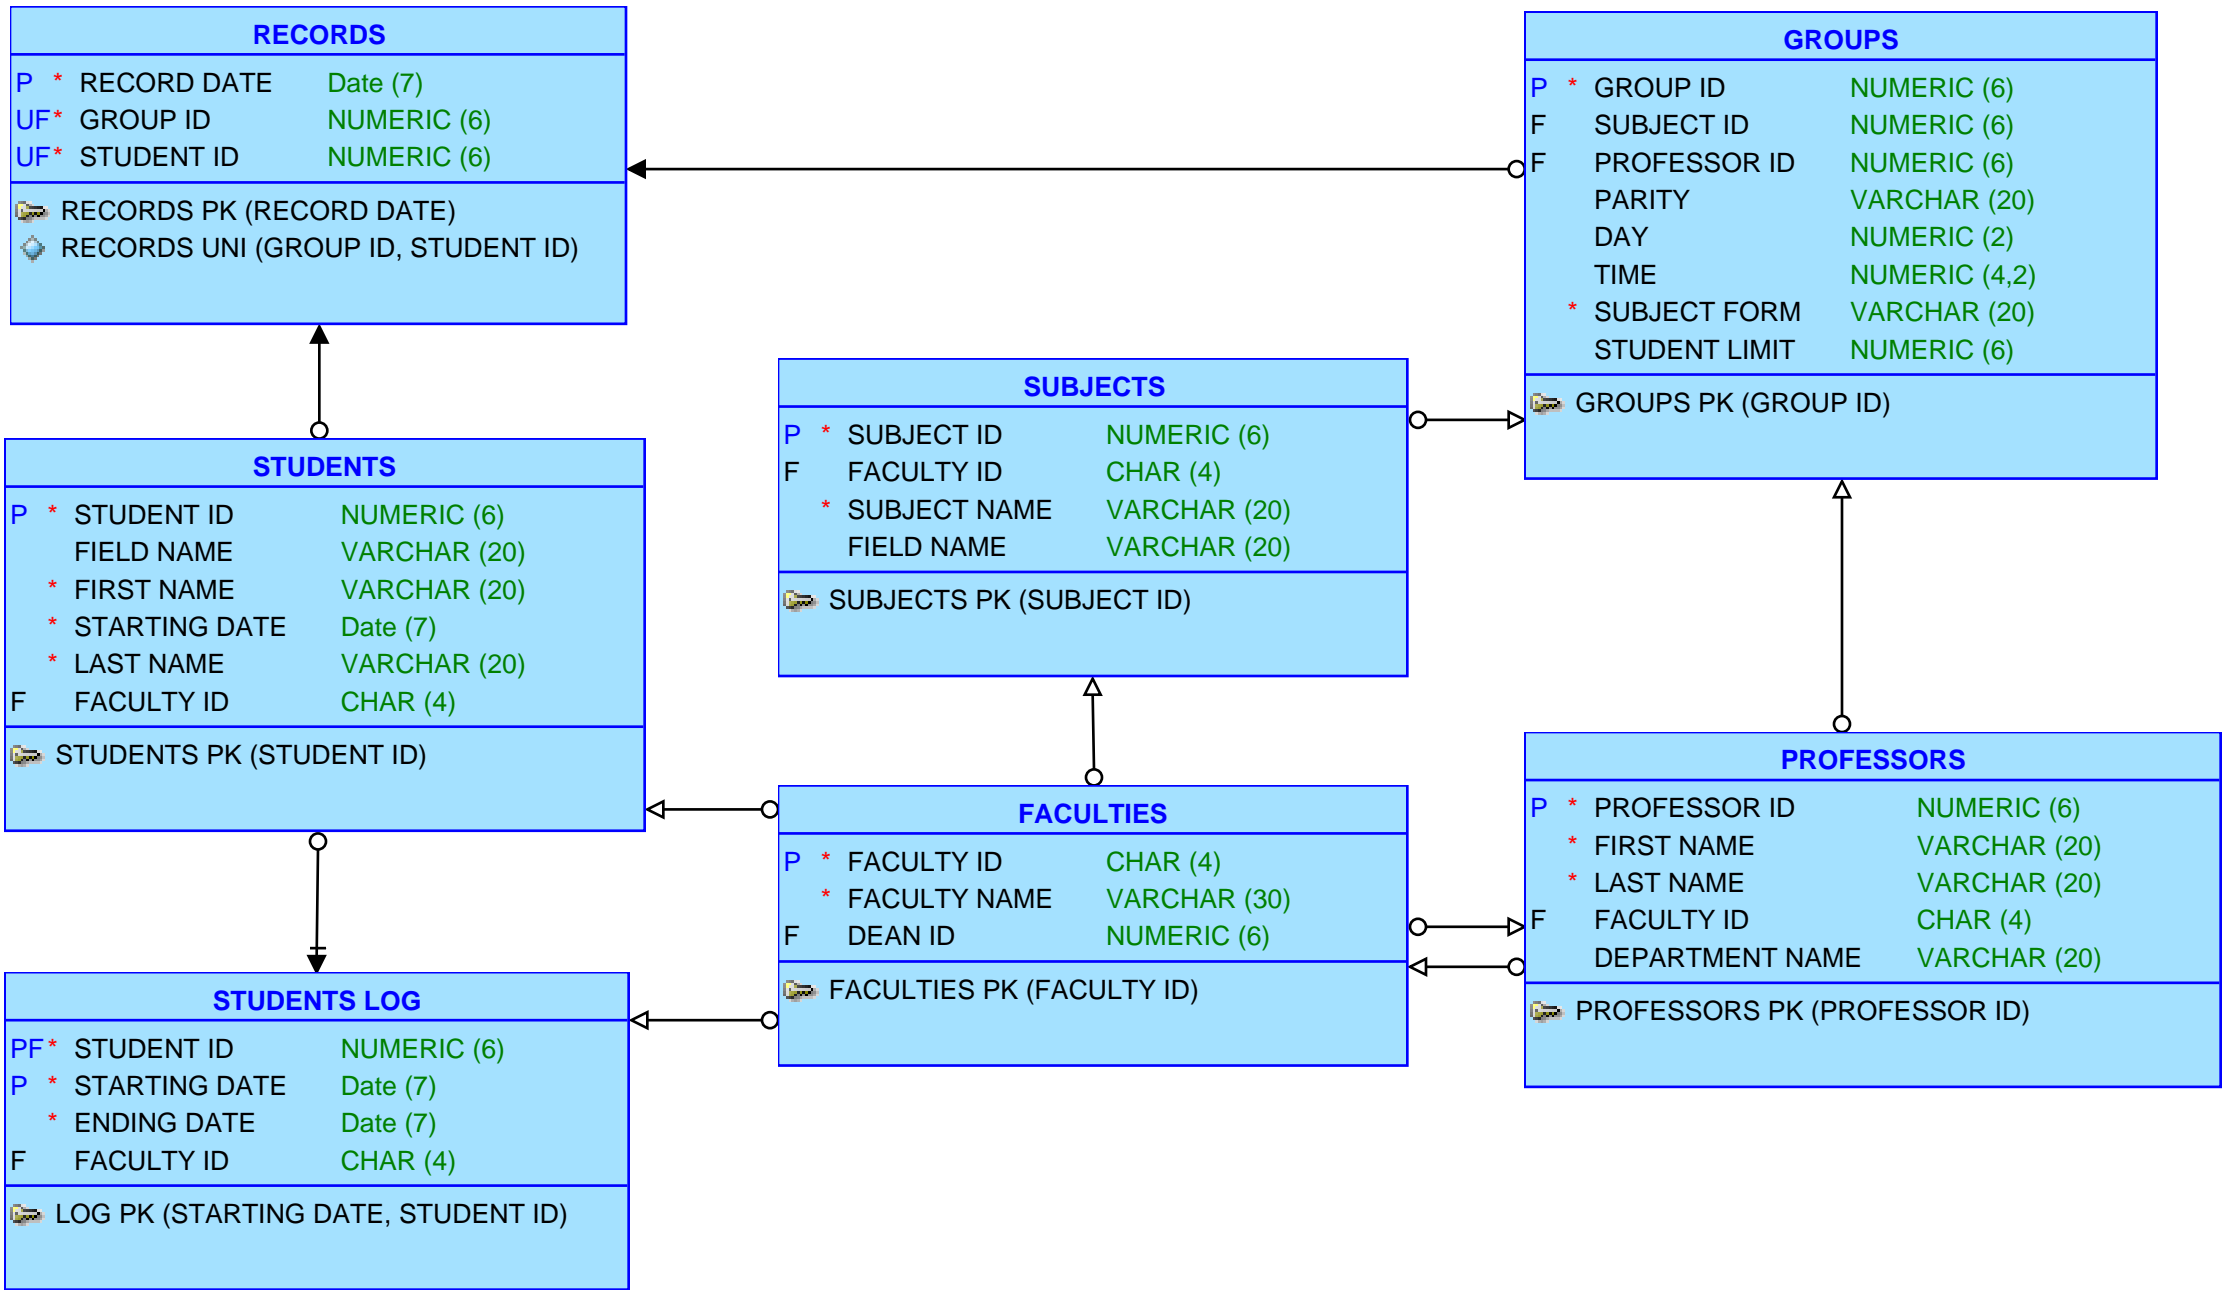 RECORDS
P * RECORD DATE Date (7)
UF* GROUP ID NUMERIC (6)
UF* STUDENT ID NUMERIC (6)
RECORDS PK (RECORD DATE)
RECORDS UNI (GROUP ID, STUDENT ID)
GROUPS
P * GROUP ID NUMERIC (6)
F SUBJECT ID NUMERIC (6)
F PROFESSOR ID NUMERIC (6)
PARITY VARCHAR (20)
DAY NUMERIC (2)
TIME NUMERIC (4,2)
* SUBJECT FORM VARCHAR (20)
STUDENT LIMIT NUMERIC (6)
GROUPS PK (GROUP ID)
SUBJECTS
P * SUBJECT ID NUMERIC (6)
F FACULTY ID CHAR (4)
* SUBJECT NAME VARCHAR (20)
FIELD NAME VARCHAR (20)
SUBJECTS PK (SUBJECT ID)
STUDENTS
P * STUDENT ID NUMERIC (6)
FIELD NAME VARCHAR (20)
* FIRST NAME VARCHAR (20)
* STARTING DATE Date (7)
* LAST NAME VARCHAR (20)
F FACULTY ID CHAR (4)
STUDENTS PK (STUDENT ID)
FACULTIES
P * FACULTY ID CHAR (4)
* FACULTY NAME VARCHAR (30)
F DEAN ID NUMERIC (6)
FACULTIES PK (FACULTY ID)
PROFESSORS
P * PROFESSOR ID NUMERIC (6)
* FIRST NAME VARCHAR (20)
* LAST NAME VARCHAR (20)
F FACULTY ID CHAR (4)
DEPARTMENT NAME VARCHAR (20)
PROFESSORS PK (PROFESSOR ID)
STUDENTS LOG
PF* STUDENT ID NUMERIC (6)
P * STARTING DATE Date (7)
* ENDING DATE Date (7)
F FACULTY ID CHAR (4)
LOG PK (STARTING DATE, STUDENT ID)